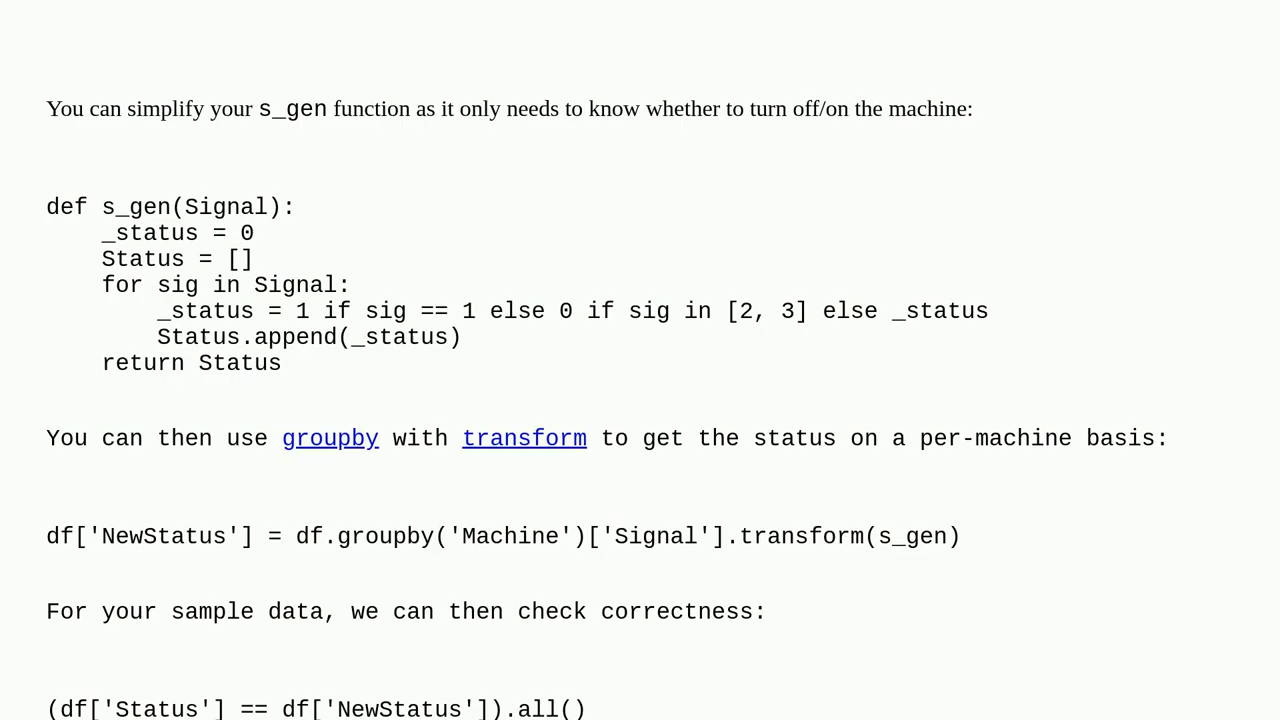 You can simplify your s_gen function as it only needs to know whether to turn off/on the machine:
def s_gen(Signal):
    _status = 0
    Status = []
    for sig in Signal:
        _status = 1 if sig == 1 else 0 if sig in [2, 3] else _status
        Status.append(_status)
    return Status
You can then use groupby with transform to get the status on a per-machine basis:
df['NewStatus'] = df.groupby('Machine')['Signal'].transform(s_gen)
For your sample data, we can then check correctness:
(df['Status'] == df['NewStatus']).all()